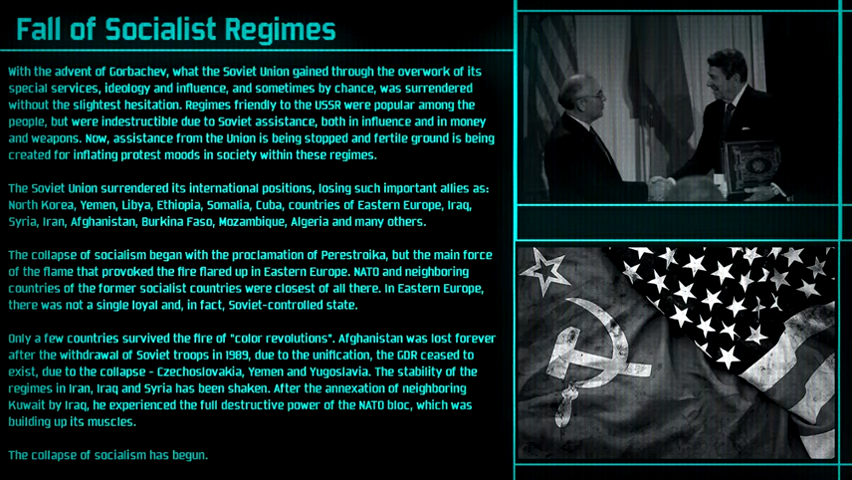 Fall of Socialist Regimes
With the advent of Gorbachev, what the Soviet Union gained through the overwork of its
special services, ideology and influence, and sometimes by chance, was surrendered
without the slightest hesitation. Regimes friendly to the USSR were popular among the
people, but were indestructible due to Soviet assistance, both in influence and in money
and weapons. Now, assistance from the Union is being stopped and fertile ground is being
created for inflating protest moods in society within these regimes.
The Soviet Union surrendered its international positions, losing such important allies as:
North Korea, Yemen, Libya, Ethiopia, Somalia, Cuba, countries of Eastern Europe, Iraq,
Syria, Iran, Afghanistan, Burkina Faso, Mozambique, Algeria and many others.
The collapse of socialism began with the proclamation of Perestroika, but the main force
of the flame that provoked the fire flared up in Eastern Europe. NATO and neighboring
countries of the former socialist countries were closest of all there. In Eastern Europe,
there was not a single loyal and, in fact, Soviet-controlled state.
Only a few countries survived the fire of "color revolutions". Afghanistan was lost forever
after the withdrawal of Soviet troops in 1989, due to the unification, the GDR ceased to
exist, due to the collapse - Czechoslovakia, Yemen and Yugoslavia. The stability of the
regimes in Iran, Iraq and Syria has been shaken. After the annexation of neighboring
Kuwait by Iraq, he experienced the full destructive power of the NATO bloc, which was
building up its muscles.
The collapse of socialism has begun.